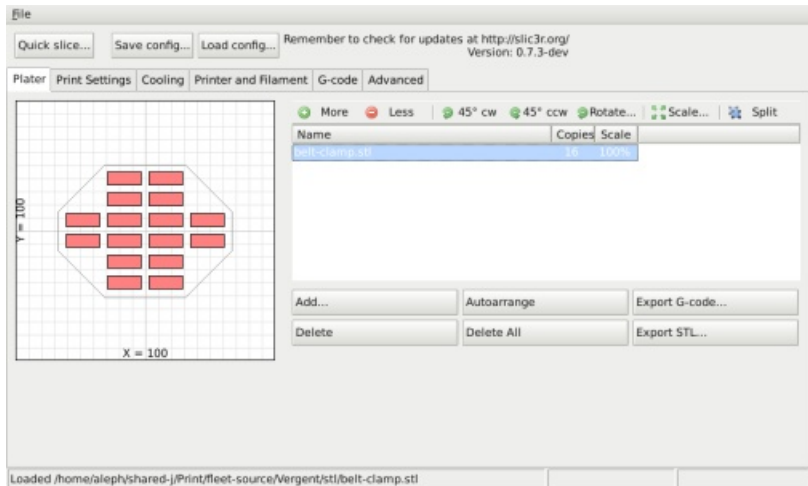 File
Quick slice... Save config... Load config... Remember to check for updates at http://slic3r.org/
Version: 0.7.3-dev
Plater Print Settings Cooling Printer and Filament G-code Advanced
More Less 45° cw 45° ccw Rotate... Scale... Split
Name Copies Scale
belt-clamp.stl 16 100%
Y = 100
X = 100
Add... Autoarrange Export G-code...
Delete Delete All Export STL...
Loaded /home/aleph/shared-j/Print/fleet-source/Vergent/stl/belt-clamp.stl